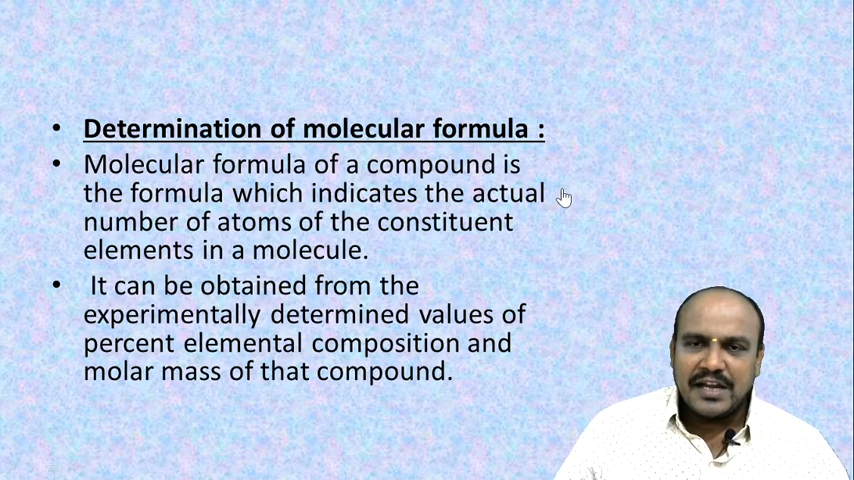 • Determination of molecular formula :
• Molecular formula of a compound is
the formula which indicates the actual
number of atoms of the constituent
elements in a molecule.
• It can be obtained from the
experimentally determined values of
percent elemental composition and
molar mass of that compound.